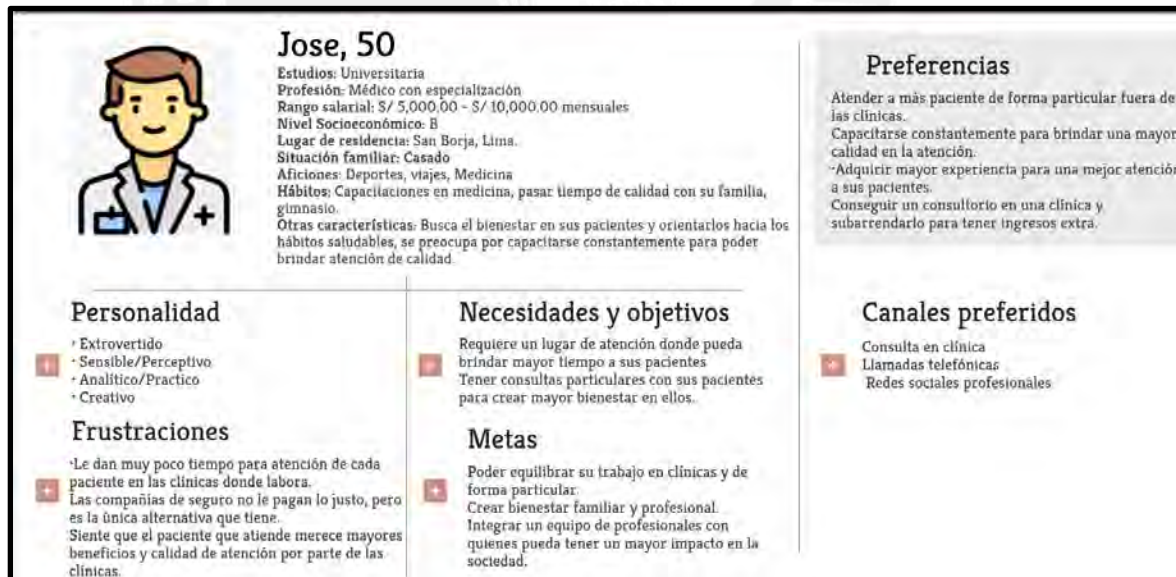 Jose, 50
Estudios: Universitaria
Profesión: Médico con especialización
Rango salarial: S/ 5,000.00 - S/ 10,000.00 mensuales
Nivel Socioeconómico: B
Lugar de residencia: San Borja, Lima.
Situación familiar: Casado
Aficiones: Deportes, viajes, Medicina
Hábitos: Capacitaciones en medicina, pasar tiempo de calidad con su familia,
gimnasio.
Otras características: Busca el bienestar en sus pacientes y orientarlos hacia los
hábitos saludables, se preocupa por capacitarse constantemente para poder
brindar atención de calidad
Preferencias
Atender a más paciente de forma particular fuera de
las clínicas.
Capacitarse constantemente para brindar una mayor
calidad en la atención.
·Adquirir mayor experiencia para una mejor atención
a sus pacientes.
Conseguir un consultorio en una clínica y
subarrendarlo para tener ingresos extra.
Personalidad
· Extrovertido
· Sensible/Perceptivo
· Analítico/Practico
· Creativo
Frustraciones
·Le dan muy poco tiempo para atención de cada
paciente en las clínicas donde labora.
Las compañías de seguro no le pagan lo justo, pero
es la única alternativa que tiene.
Siente que el paciente que atiende merece mayores
beneficios y calidad de atención por parte de las
clínicas.
Necesidades y objetivos
Requiere un lugar de atención donde pueda
brindar mayor tiempo a sus pacientes
Tener consultas particulares con sus pacientes
para crear mayor bienestar en ellos.
Metas
Poder equilibrar su trabajo en clínicas y de
forma particular
Crear bienestar familiar y profesional.
Integrar un equipo de profesionales con
quienes pueda tener un mayor impacto en la
sociedad.
Canales preferidos
Consulta en clínica
Llamadas telefónicas
Redes sociales profesionales